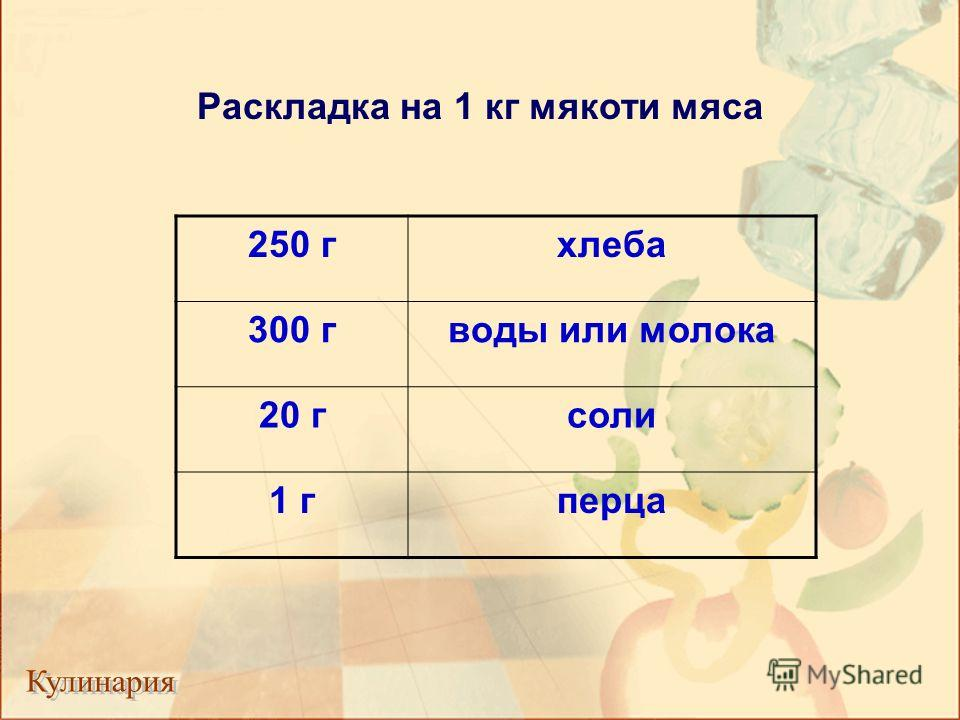 Раскладка на 1 кг мякоти мяса
250 г хлеба
300 г воды или молока
20 г соли
1 г перца
Кулинария
MyShared